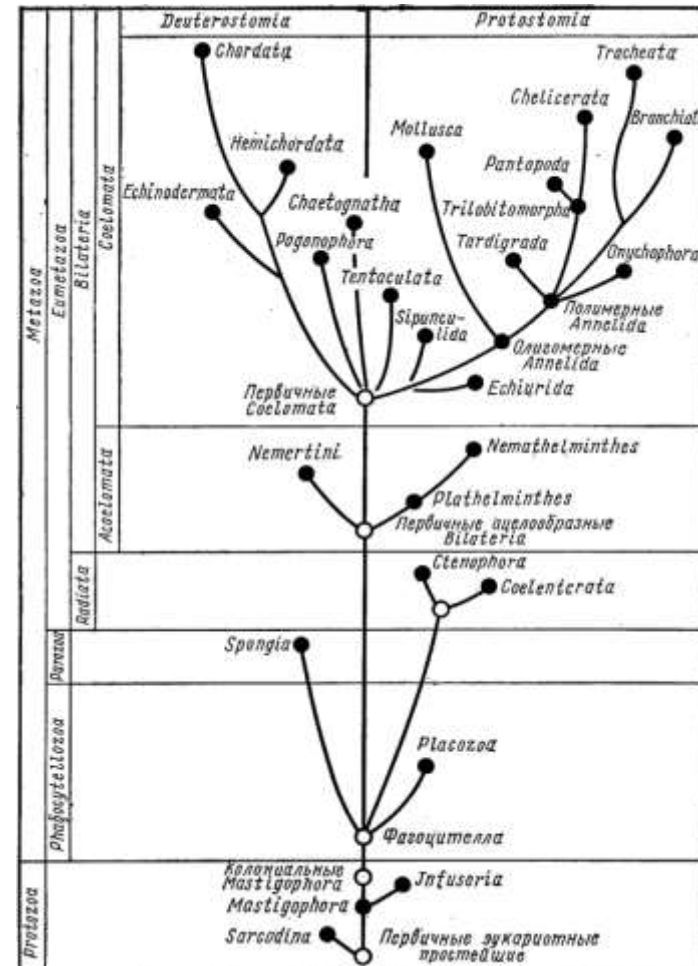 Deuterostomia
Protostomia
Chordata
Tracheata
Chelicerata
Branchiat
Mollusca
Hemichordata
Pantopoda
Echinodermata
Chaetognatha
Trilobitomorpha
Pogonophora
Tardigrada
Onychophora
Tentaculata
Sipuncu-
lida
Полимерные
Annelida
Олигомерные
Annelida
Первичные
Coelomata
Echiurida
Nemertini
Nemathelminthes
Plathelminthes
Первичные ацелообразные
Bilateria
Ctenophora
Coelenterata
Spongia
Placozoa
Фагоцителла
Колониальные
Mastigophora
Infusoria
Mastigophora
Sarcodina
Первичные эукариотные
простейшие
Metazoa
Eumetazoa
Bilateria
Coelomata
Acoelomata
Radiata
Parazoa
Phagocytellozoa
Protozoa